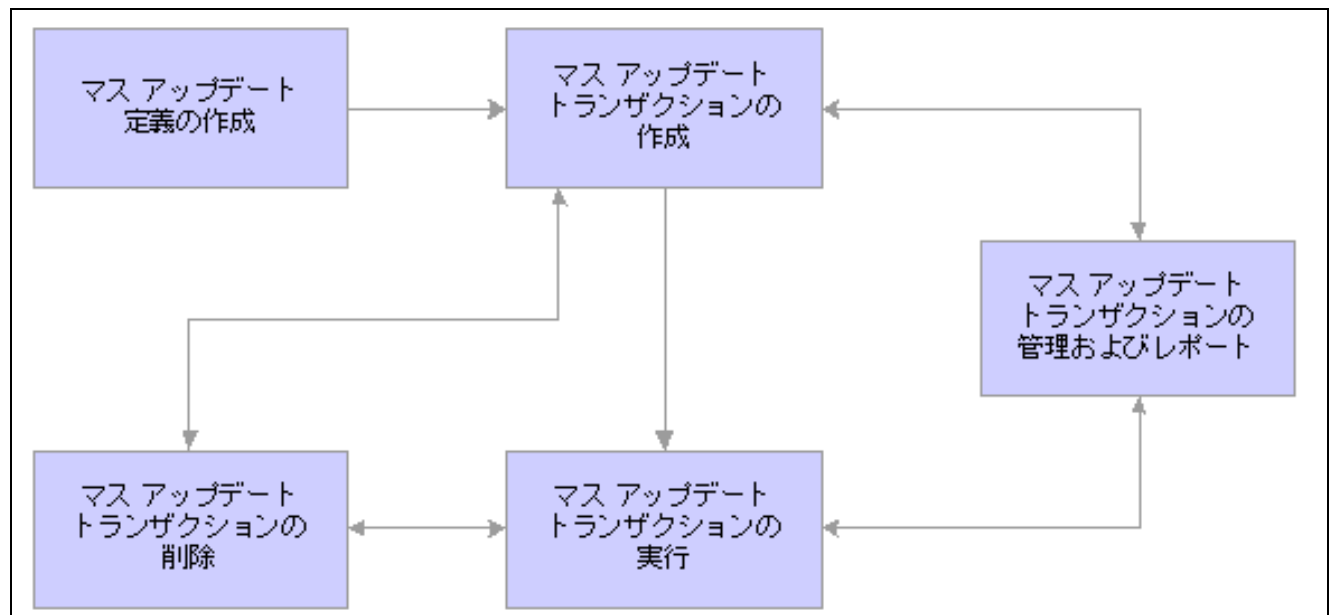 マス アップデート
定義の作成
マス アップデート
トランザクションの
作成
マス アップデート
トランザクションの
管理およびレポート
マス アップデート
トランザクションの
削除
マス アップデート
トランザクションの
実行